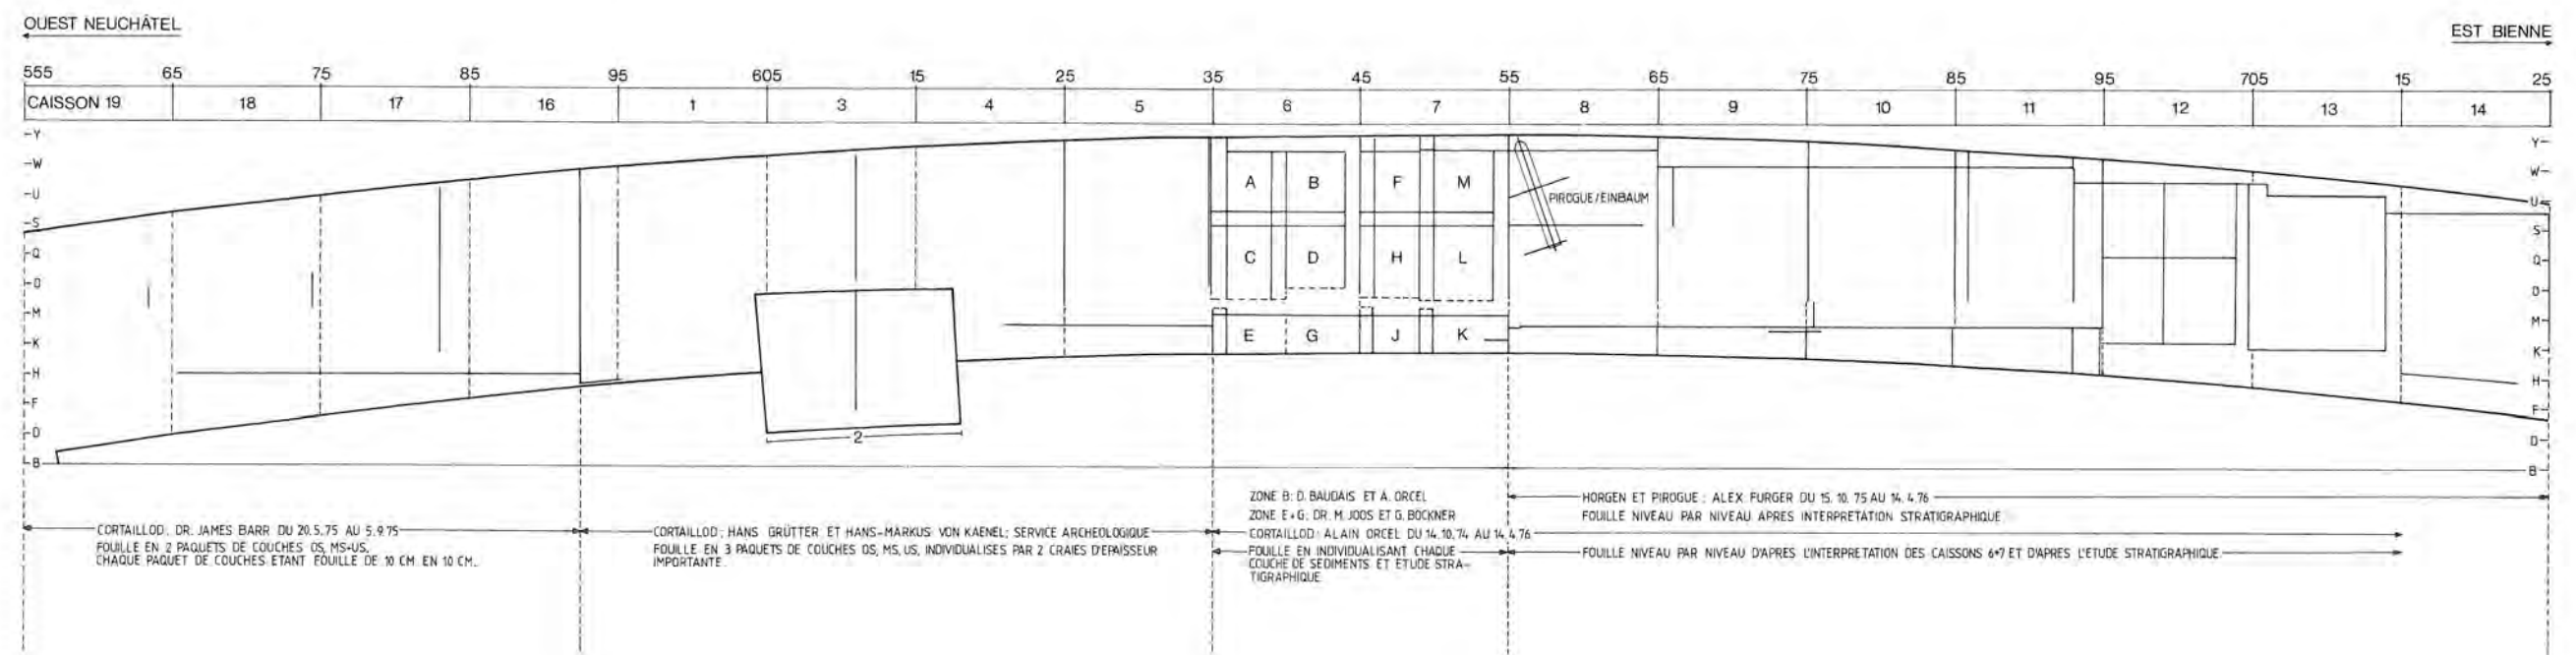 OUEST NEUCHÂTEL
EST BIENNE
555 65 75 85 95 605 15 25 35 45 55 65 75 85 95 705 15 25
CAISSON 19 18 17 16 1 3 4 5 6 7 8 9 10 11 12 13 14
Y Y
W W
U U
S S
Q Q
O O
M M
K K
H H
F F
D D
B B
A B F M
PIROGUE/EINBAUM
C D H L
E G J K
2
ZONE B: D. BAUDAIS ET A. ORCEL
ZONE E+G: DR. M. JOOS ET G. BÖCKNER
HORGEN ET PIROGUE: ALEX FURGER DU 15.10.75 AU 14.4.76
FOUILLE NIVEAU PAR NIVEAU APRES INTERPRETATION STRATIGRAPHIQUE
CORTAILLOD: DR. JAMES BARR DU 20.5.75 AU 5.9.75
FOUILLE EN 2 PAQUETS DE COUCHES OS, MS+US,
CHAQUE PAQUET DE COUCHES ETANT FOUILLE DE 10 CM EN 10 CM.
CORTAILLOD: HANS GRÜTTER ET HANS-MARKUS VON KAENEL; SERVICE ARCHEOLOGIQUE
FOUILLE EN 3 PAQUETS DE COUCHES OS, MS, US, INDIVIDUALISES PAR 2 CRAIES D'EPAISSEUR
IMPORTANTE.
CORTAILLOD: ALAIN ORCEL DU 14.10.74 AU 14.4.76
FOUILLE EN INDIVIDUALISANT CHAQUE
COUCHE DE SEDIMENTS ET ETUDE STRA-
TIGRAPHIQUE
FOUILLE NIVEAU PAR NIVEAU D'APRES L'INTERPRETATION DES CAISSONS 6+7 ET D'APRES L'ETUDE STRATIGRAPHIQUE.